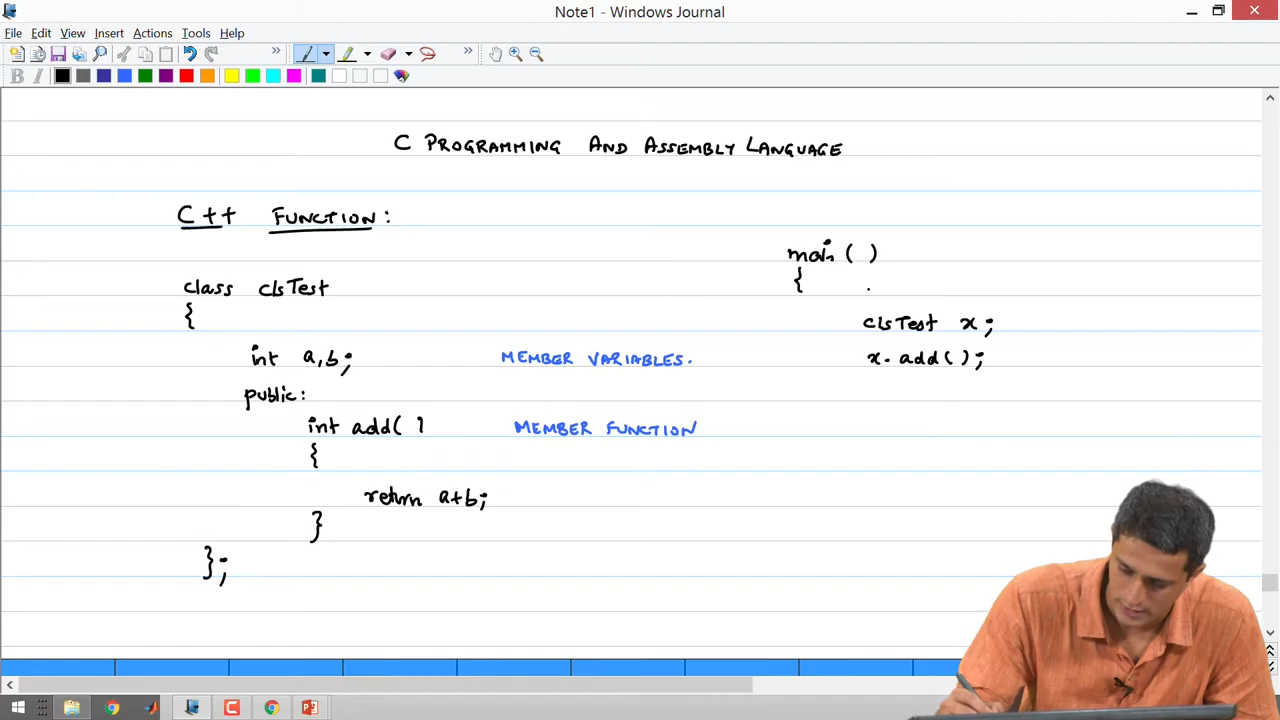 Note1 - Windows Journal
File Edit View Insert Actions Tools Help
C PROGRAMMING AND ASSEMBLY LANGUAGE
C++ FUNCTION:
class clsTest
{
int a,b;
MEMBER VARIABLES.
public:
int add( )
MEMBER FUNCTION
{
return a+b;
}
};
main ( )
{
clsTest x;
x. add( );